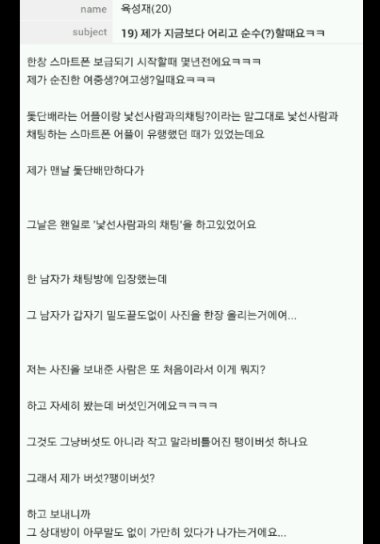 name 육성재(20)
subject 19) 제가 지금보다 어리고 순수(?)할때요ㅋㅋ
한창 스마트폰 보급되기 시작할때 몇년전에요ㅋㅋㅋ
제가 순진한 여중생?여고생?일때요ㅋㅋㅋ
돛단배라는 어플이랑 낯선사람과의채팅?이라는 말그대로 낯선사람과
채팅하는 스마트폰 어플이 유행했던 때가 있었는데요
제가 맨날 돛단배만하다가
그날은 왠일로 '낯선사람과의 채팅'을 하고있었어요
한 남자가 채팅방에 입장했는데
그 남자가 갑자기 밑도끝도없이 사진을 한장 올리는거에여...
저는 사진을 보내준 사람은 또 처음이라서 이게 뭐지?
하고 자세히 봤는데 버섯인거에요ㅋㅋㅋㅋ
그것도 그냥버섯도 아니라 작고 말라비틀어진 팽이버섯 하나요
그래서 제가 버섯?팽이버섯?
하고 보내니까
그 상대방이 아무말도 없이 가만히 있다가 나가는거에요...